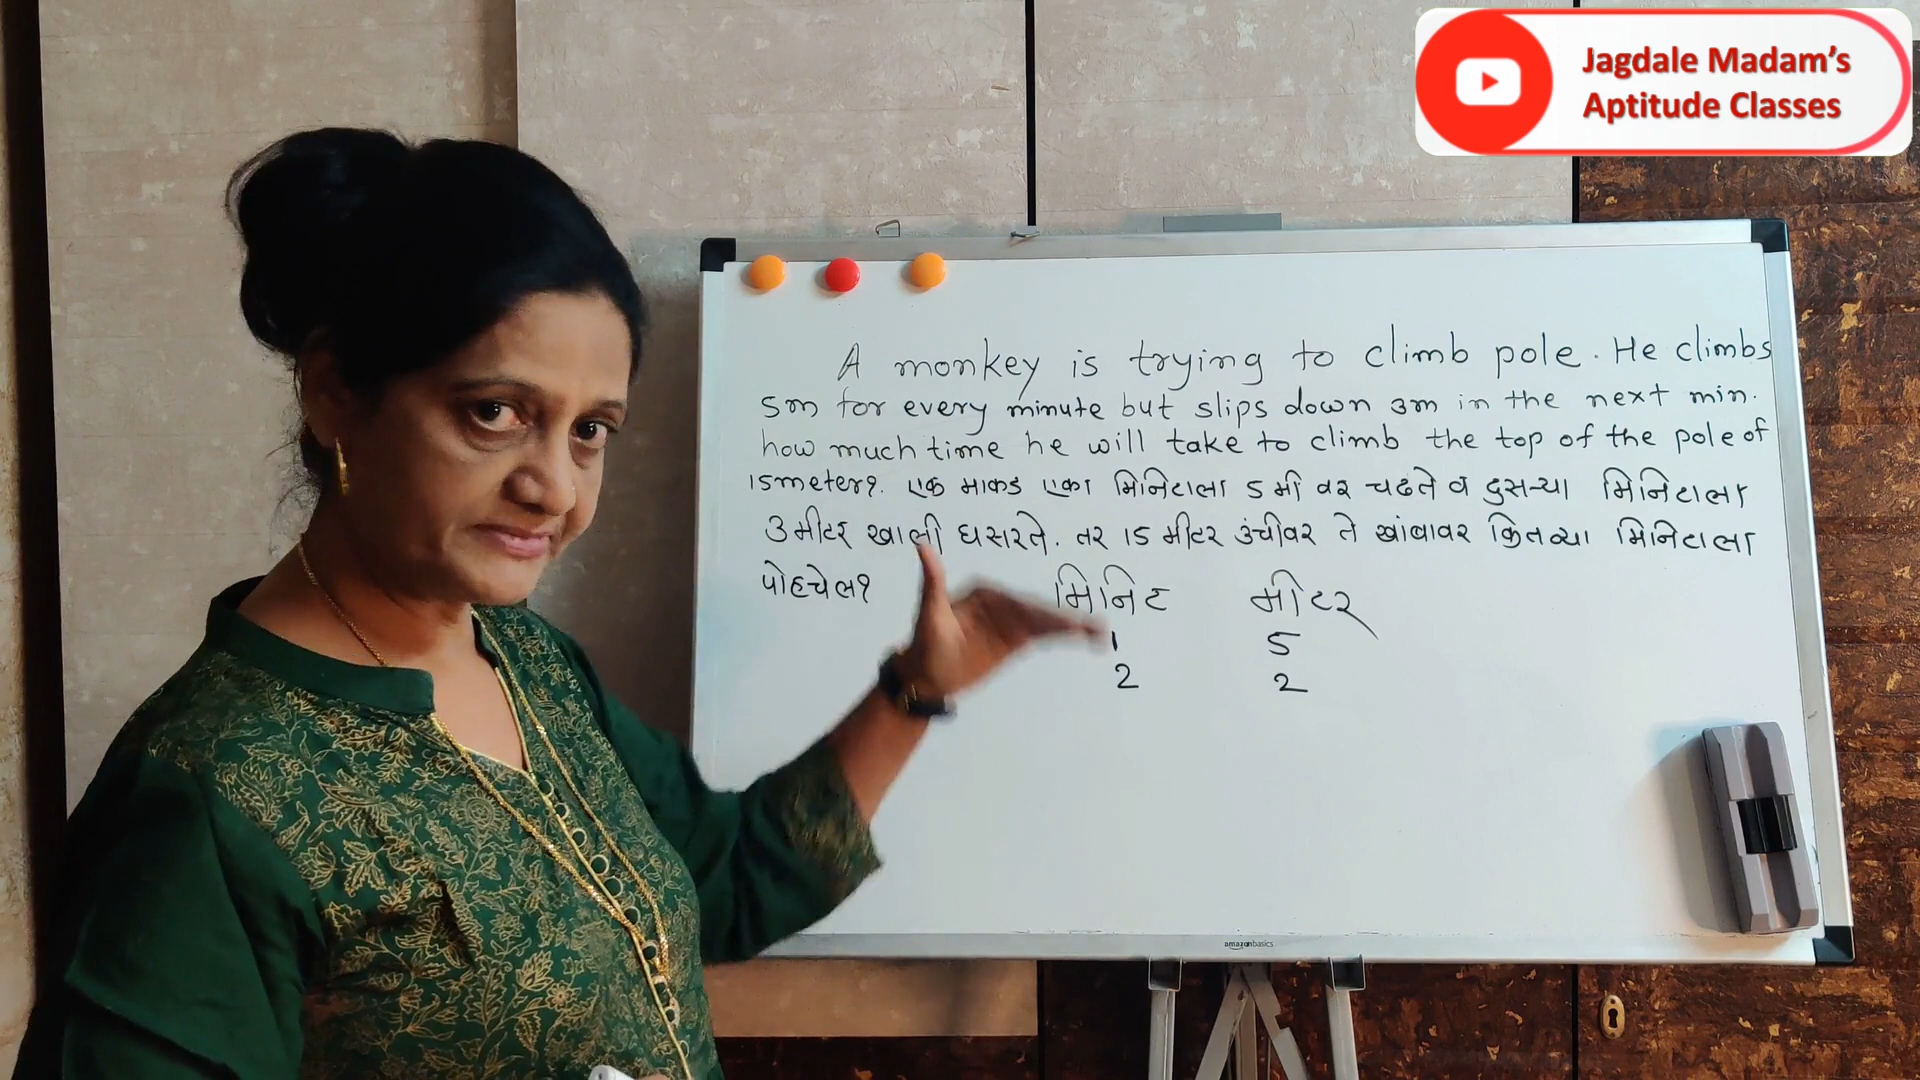 Jagdale Madam's
Aptitude Classes
A monkey is trying to climb pole. He climbs
5m for every minute but slips down 3m in the next min.
how much time he will take to climb the top of the pole of
15meter?. एक माकड एका मिनिटाला 5 मी वर चढते व दुसऱ्या मिनिटाला
3 मीटर खाली घसरते. तर 15 मीटर उंचीवर ते खांबावर कितव्या मिनिटाला
पोहचेल?
मिनिट मीटर
1 5
2 2
amazonbasics